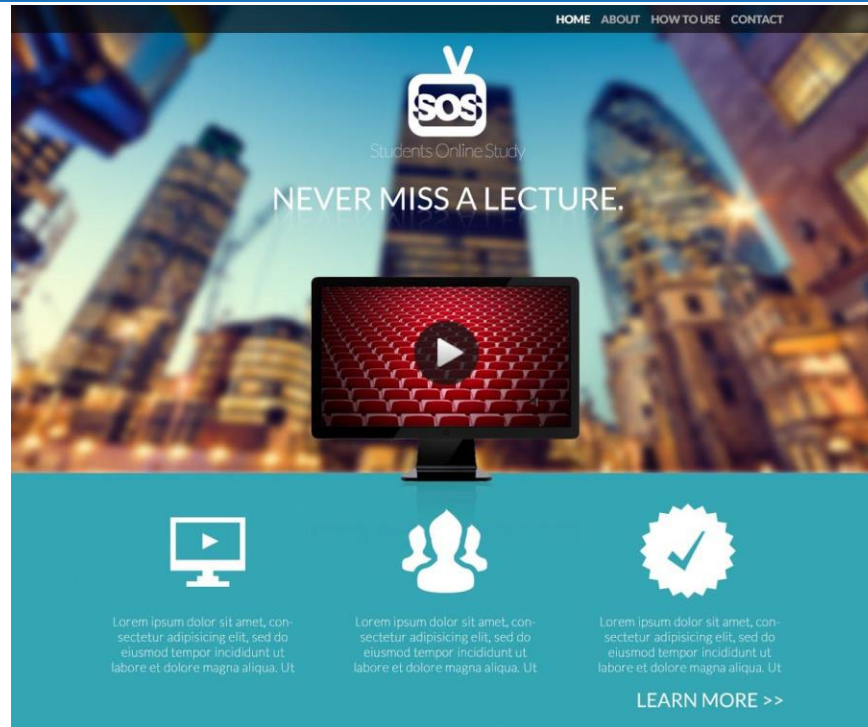 HOME ABOUT HOW TO USE CONTACT
SOS
Students Online Study
NEVER MISS A LECTURE.
Lorem ipsum dolor sit amet, con-
sectetur adipisicing elit, sed do
eiusmod tempor incididunt ut
labore et dolore magna aliqua. Ut
Lorem ipsum dolor sit amet, con-
sectetur adipisicing elit, sed do
eiusmod tempor incididunt ut
labore et dolore magna aliqua. Ut
Lorem ipsum dolor sit amet, con-
sectetur adipisicing elit, sed do
eiusmod tempor incididunt ut
labore et dolore magna aliqua. Ut
LEARN MORE >>